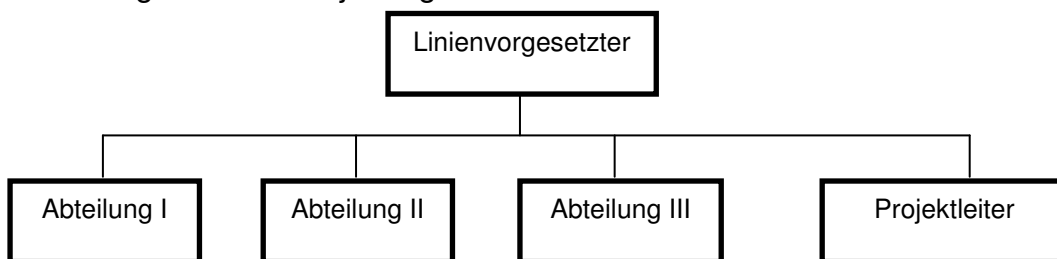 Linienvorgesetzter
Abteilung I
Abteilung II
Abteilung III
Projektleiter